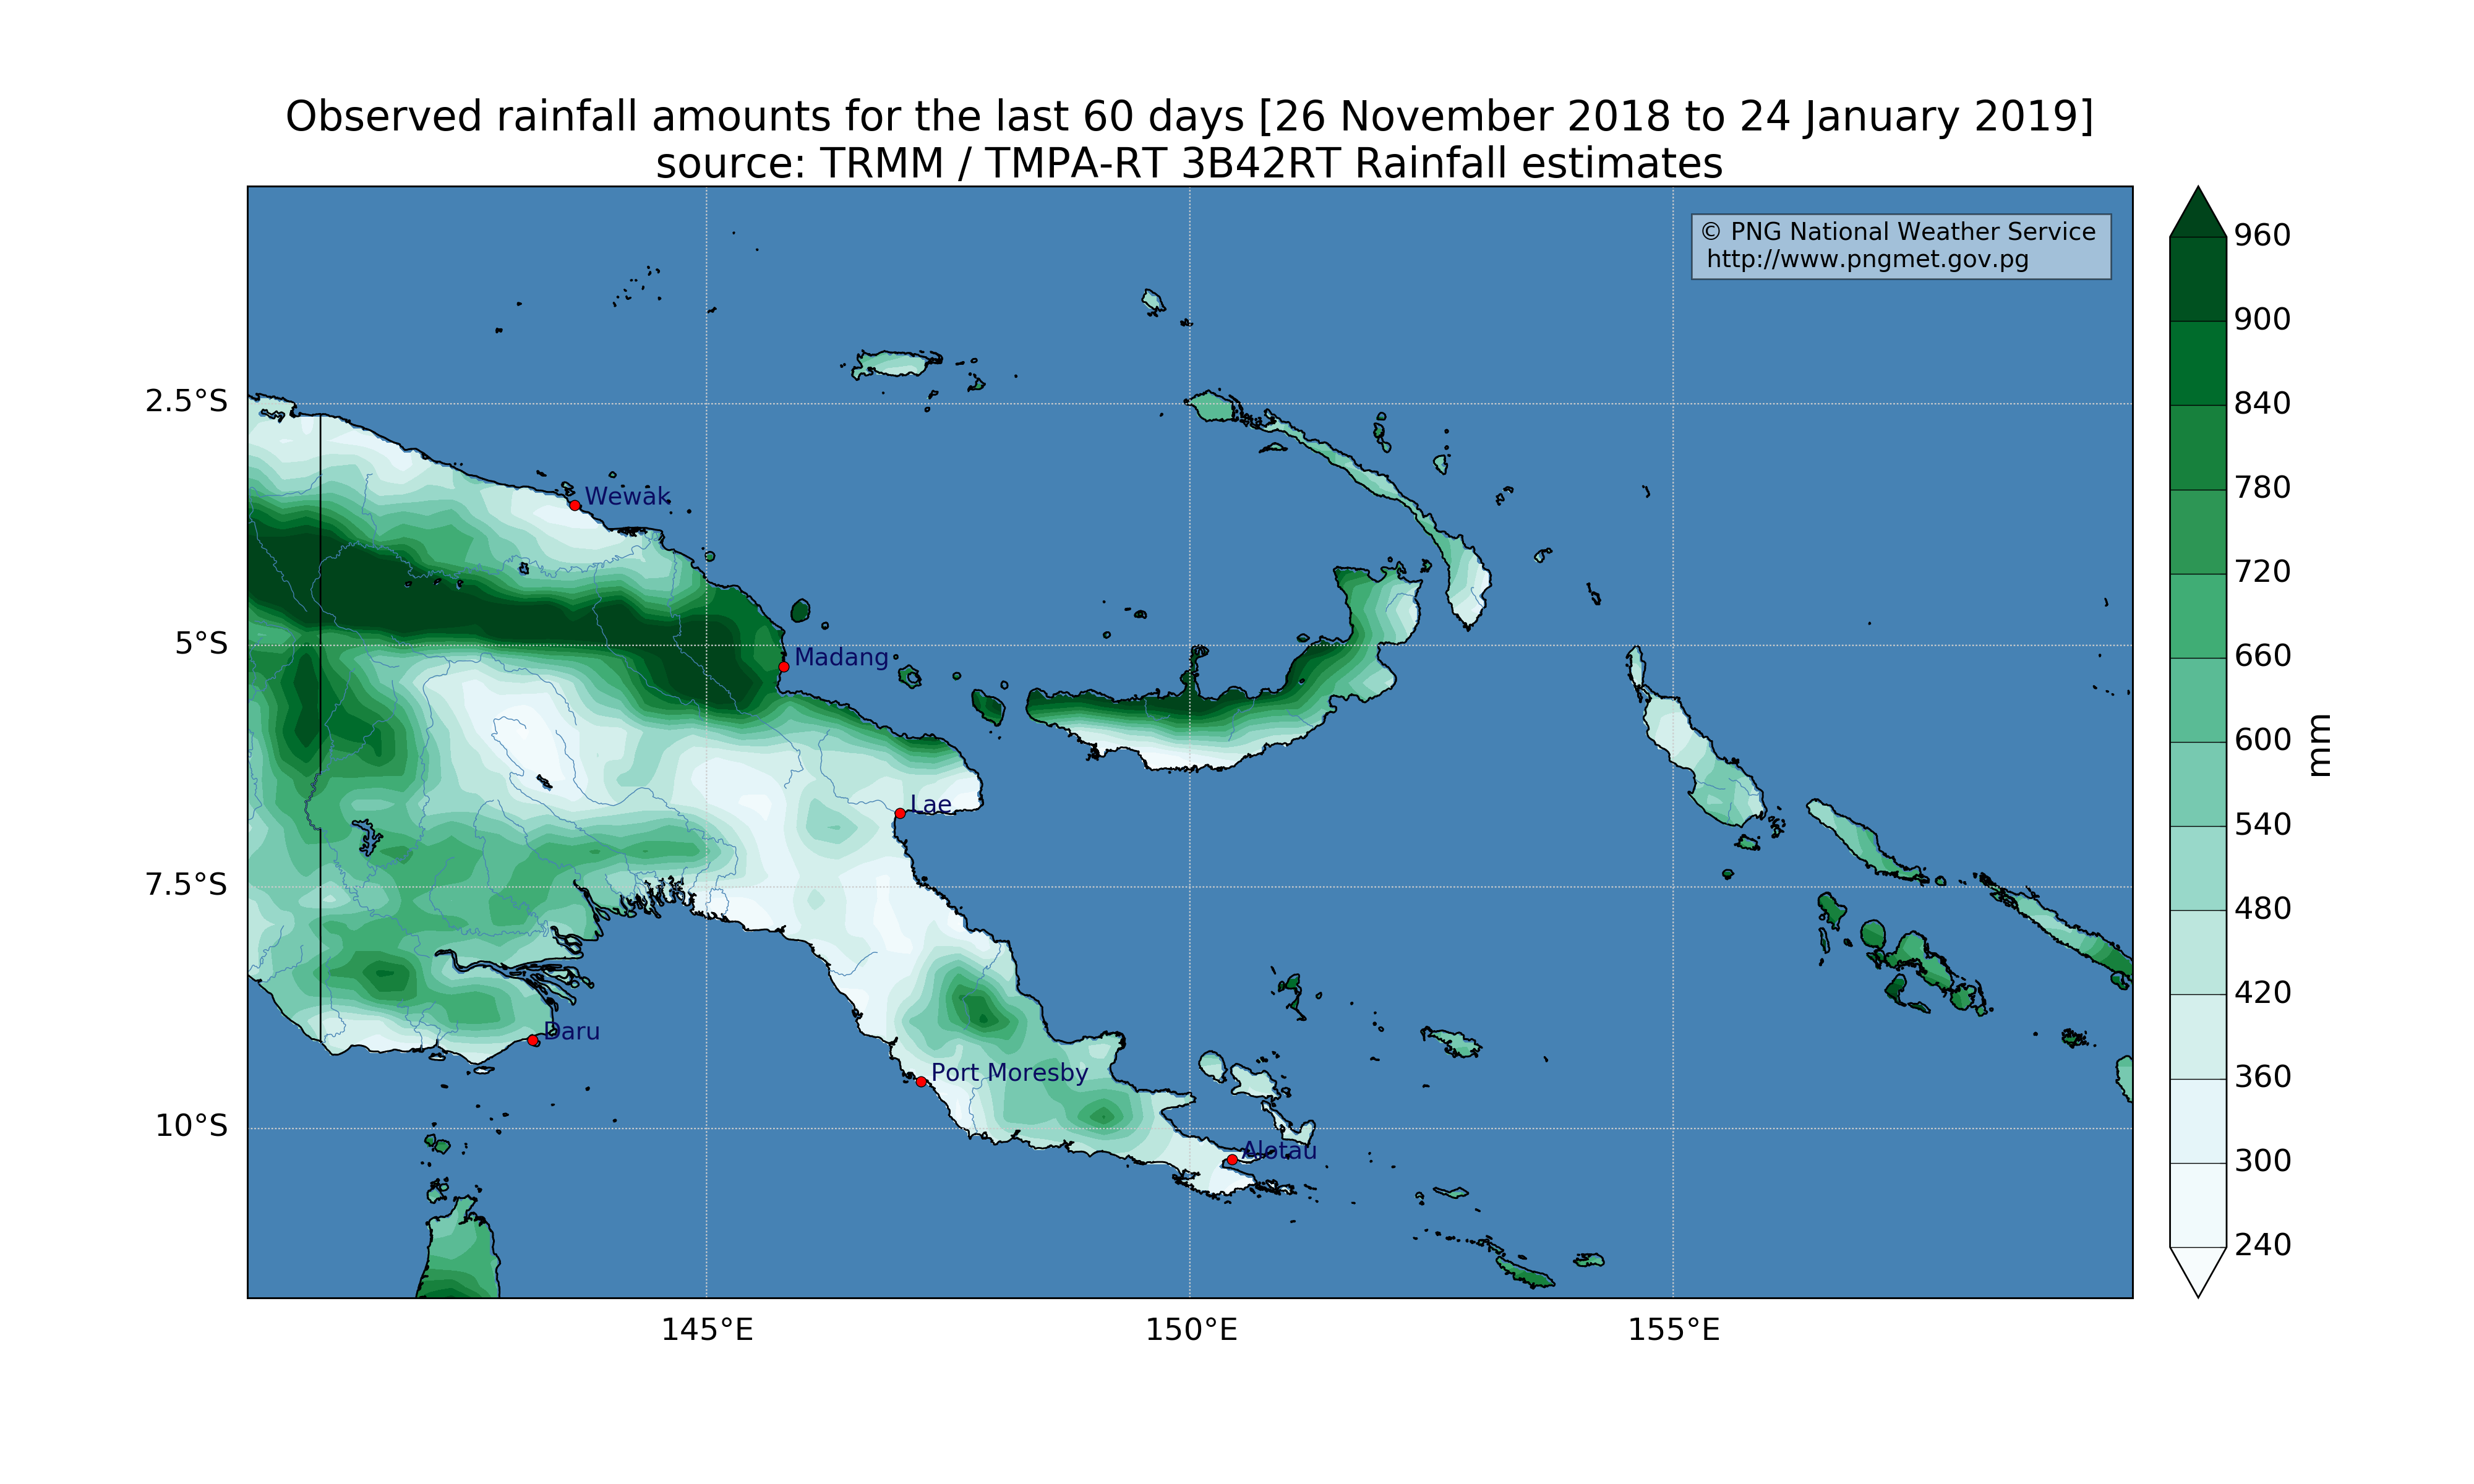 Observed rainfall amounts for the last 60 days [26 November 2018 to 24 January 2019]
source: TRMM / TMPA-RT 3B42RT Rainfall estimates
© PNG National Weather Service
http://www.pngmet.gov.pg
960
900
840
780
720
660
600
540
480
420
360
300
240
mm
2.5°S
5°S
7.5°S
10°S
Wewak
Madang
Lae
Daru
Port Moresby
Alotau
145°E
150°E
155°E